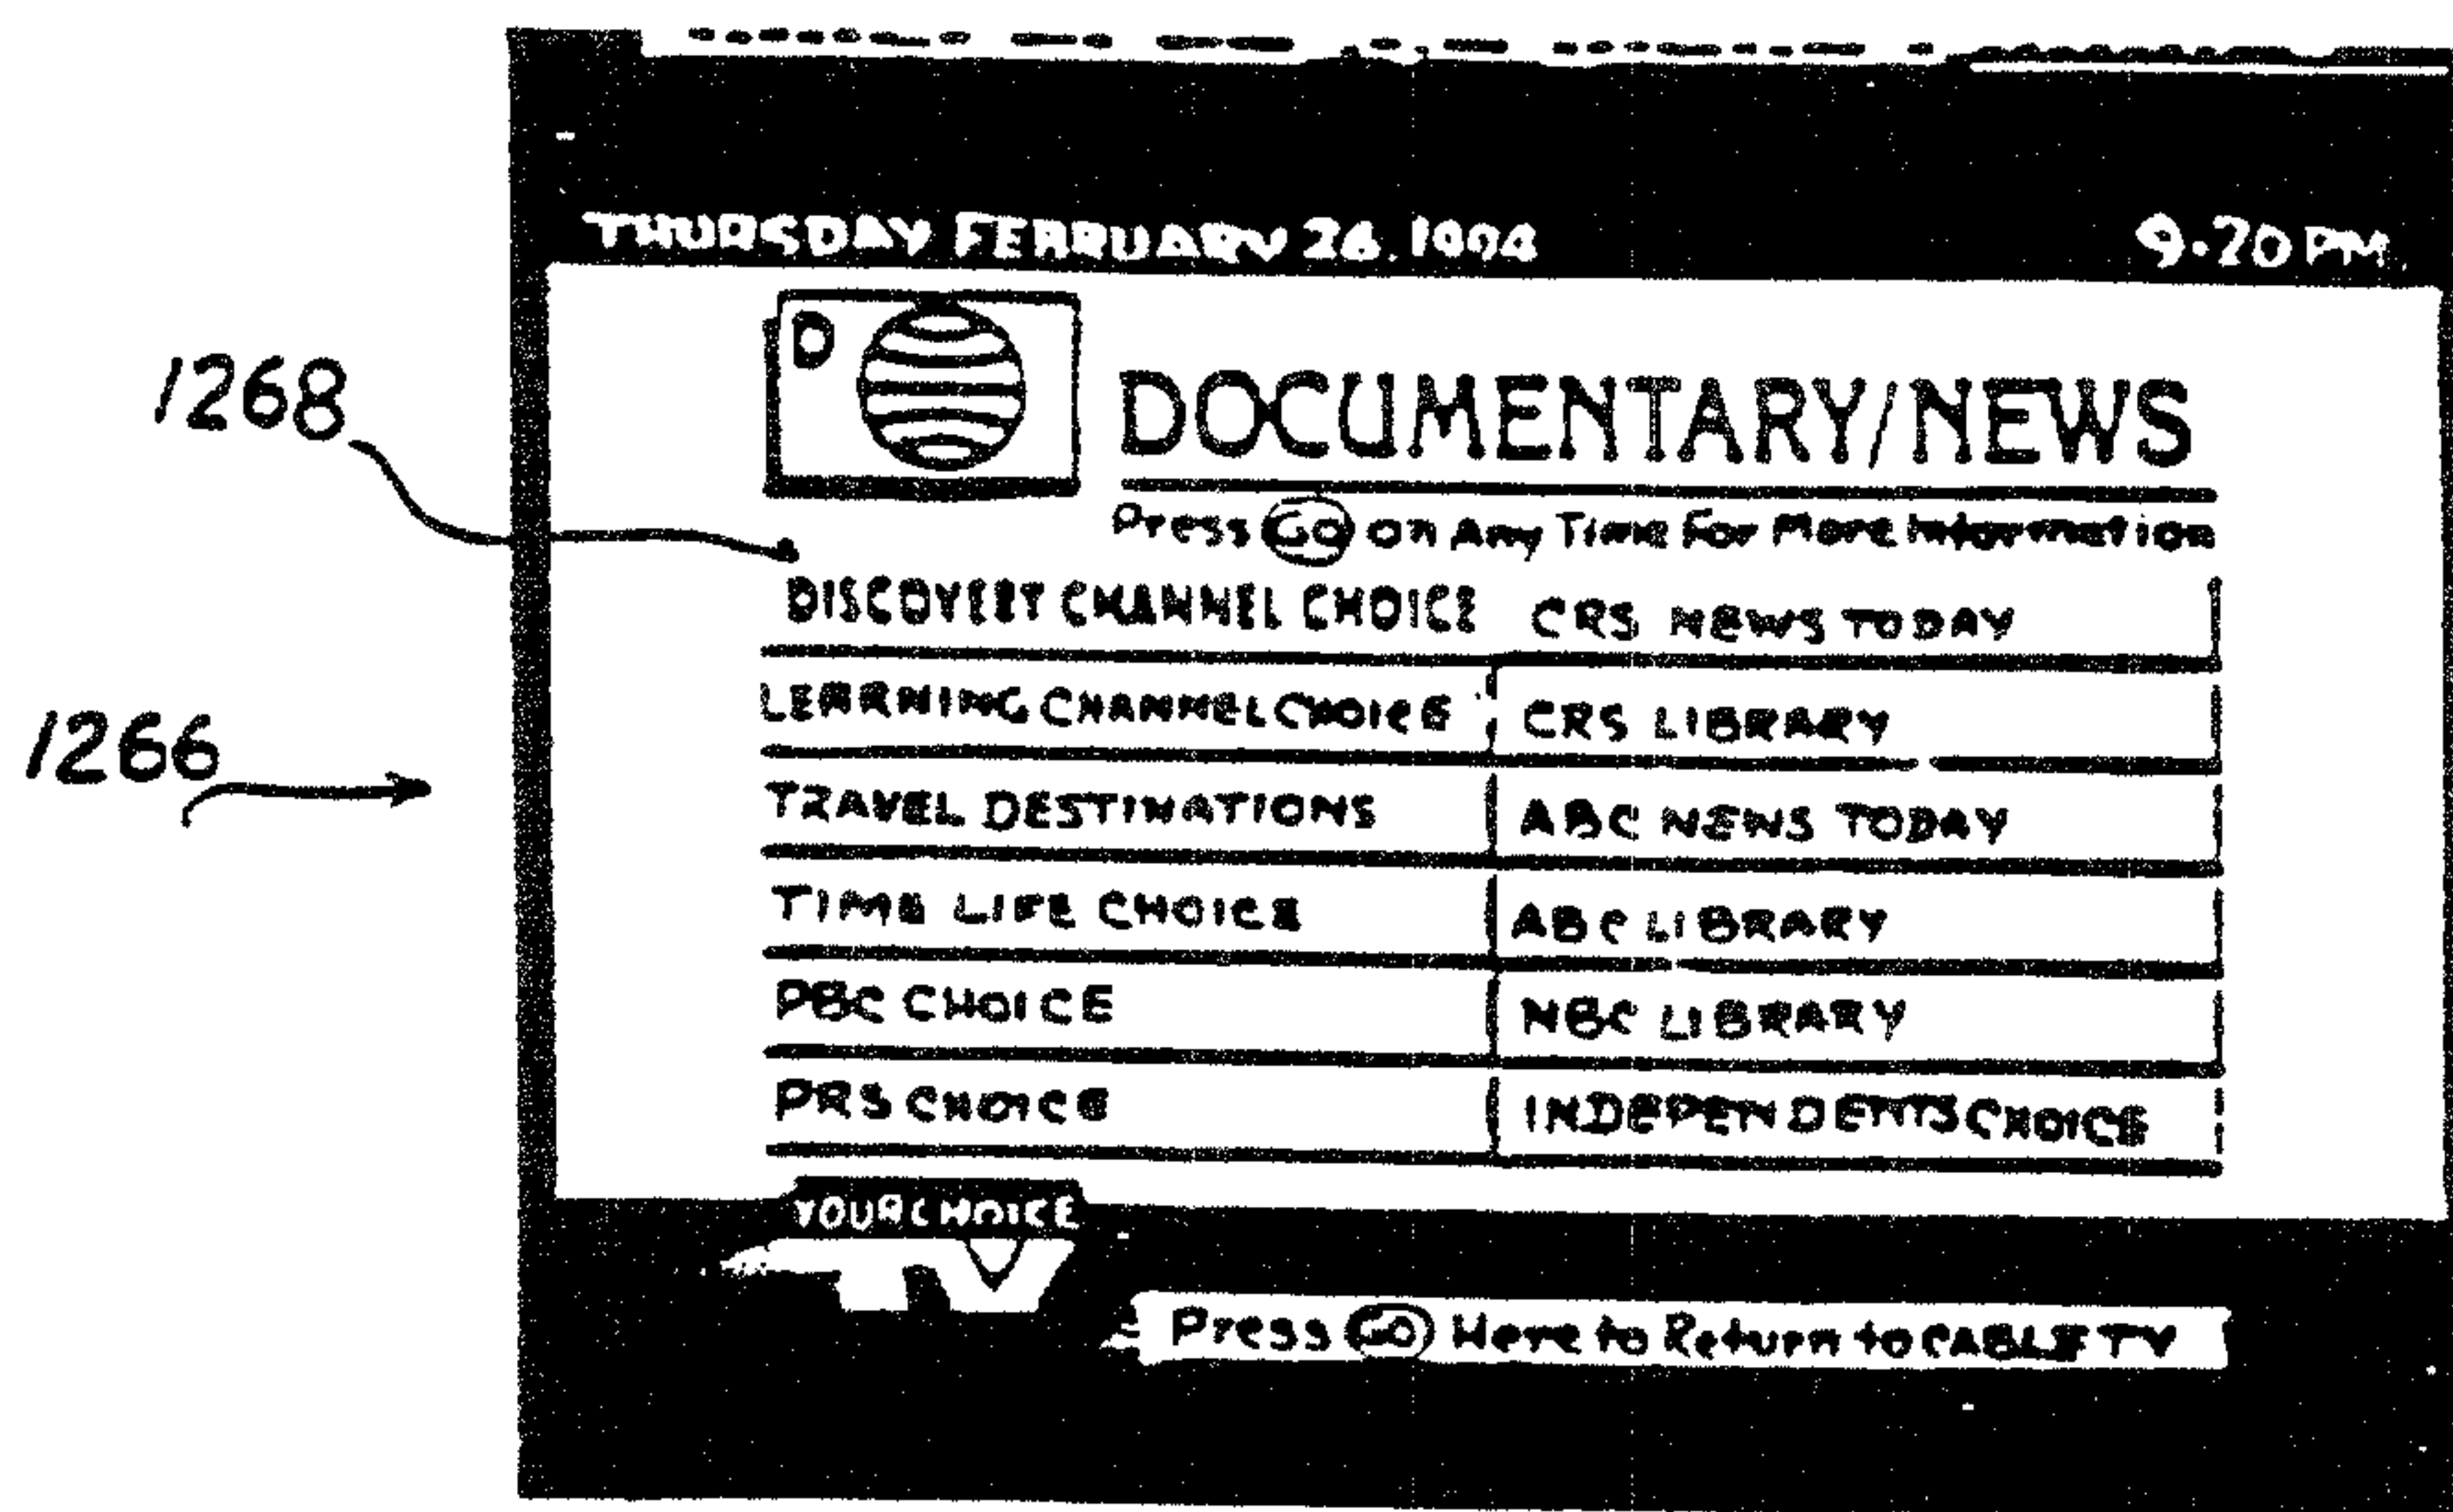 THURSDAY FEBRUARY 26, 1994 9:20 PM
D
DOCUMENTARY/NEWS
1268
Press GO on Any Time For More Information
DISCOVERY CHANNEL CHOICE CBS NEWS TODAY
LEARNING CHANNEL CHOICE CBS LIBRARY
1266
TRAVEL DESTINATIONS ABC NEWS TODAY
TIME LIFE CHOICE ABC LIBRARY
PBC CHOICE NBC LIBRARY
PBS CHOICE INDEPENDENTS CHOICE
YOUR CHOICE
TV
Press GO Here to Return to CABLE TV